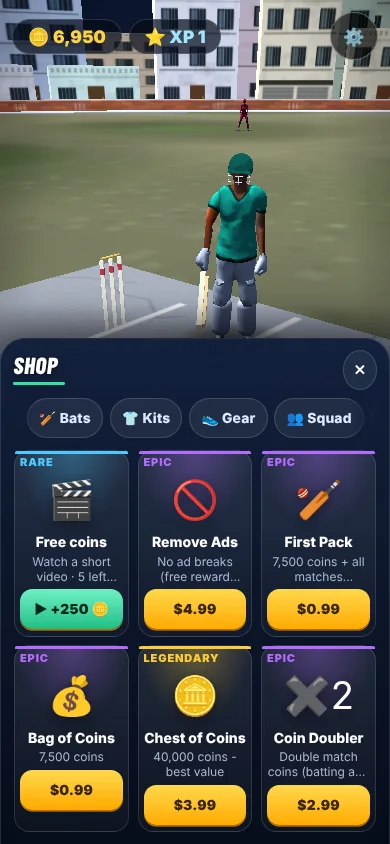 6,950
XP 1
SHOP
Bats
Kits
Gear
Squad
RARE
Free coins
Watch a short
video · 5 left...
+250
EPIC
Remove Ads
No ad breaks
(free reward...
$4.99
EPIC
First Pack
7,500 coins + all
matches...
$0.99
EPIC
Bag of Coins
7,500 coins
$0.99
LEGENDARY
Chest of Coins
40,000 coins -
best value
$3.99
EPIC
✖️2
Coin Doubler
Double match
coins (batting a...
$2.99